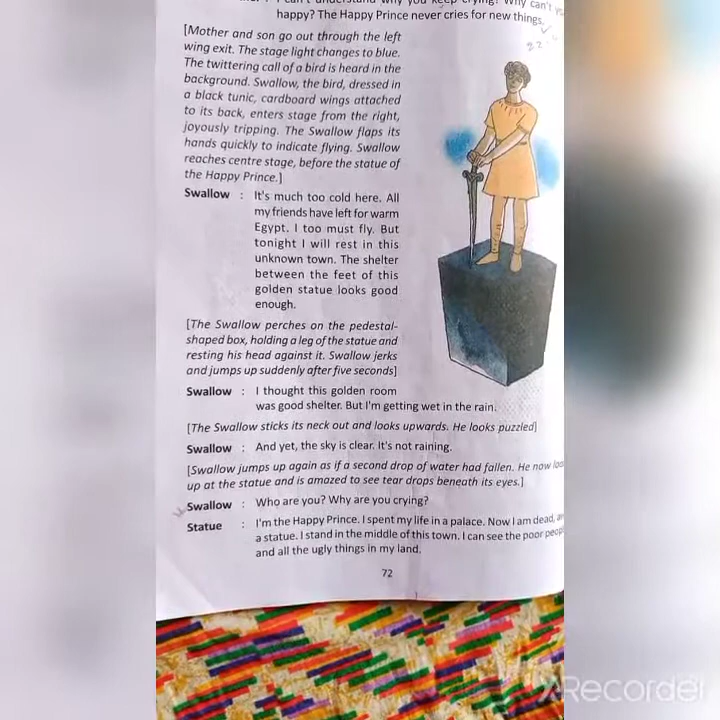 I can't understand why you keep crying! Why can't
happy? The Happy Prince never cries for new things.
[Mother and son go out through the left
wing exit. The stage light changes to blue.
The twittering call of a bird is heard in the
background. Swallow, the bird, dressed in
a black tunic, cardboard wings attached
to its back, enters stage from the right,
joyously tripping. The Swallow flaps its
hands quickly to indicate flying. Swallow
reaches centre stage, before the statue of
the Happy Prince.]
Swallow : It's much too cold here. All
my friends have left for warm
Egypt. I too must fly. But
tonight I will rest in this
unknown town. The shelter
between the feet of this
golden statue looks good
enough.
[The Swallow perches on the pedestal-
shaped box, holding a leg of the statue and
resting his head against it. Swallow jerks
and jumps up suddenly after five seconds]
Swallow : I thought this golden room
was good shelter. But I'm getting wet in the rain.
[The Swallow sticks its neck out and looks upwards. He looks puzzled]
Swallow : And yet, the sky is clear. It's not raining.
[Swallow jumps up again as if a second drop of water had fallen. He now
up at the statue and is amazed to see tear drops beneath its eyes.]
Swallow : Who are you? Why are you crying?
Statue : I'm the Happy Prince. I spent my life in a palace. Now I am dead,
a statue. I stand in the middle of this town. I can see the poor
and all the ugly things in my land.
72
XRecorder